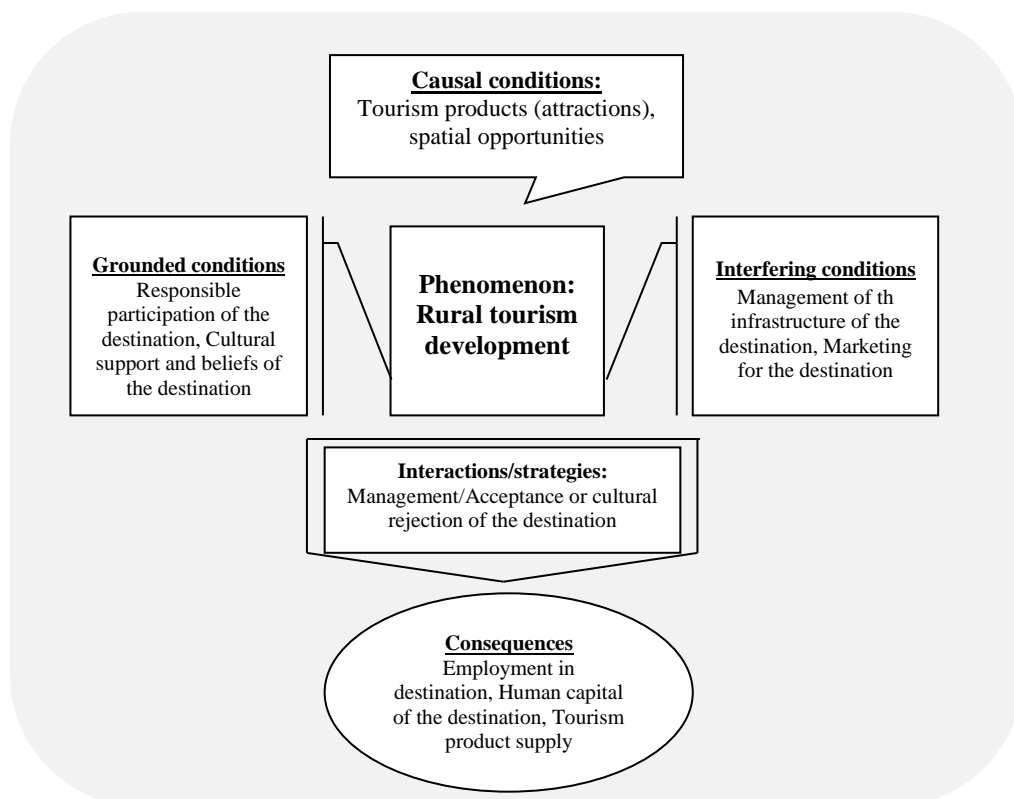 Causal conditions:
Tourism products (attractions),
spatial opportunities
Grounded conditions
Responsible
participation of the
destination, Cultural
support and beliefs of
the destination
Phenomenon:
Rural tourism
development
Interfering conditions
Management of th
infrastructure of the
destination, Marketing
for the destination
Interactions/strategies:
Management/Acceptance or cultural
rejection of the destination
Consequences
Employment in
destination, Human capital
of the destination, Tourism
product supply